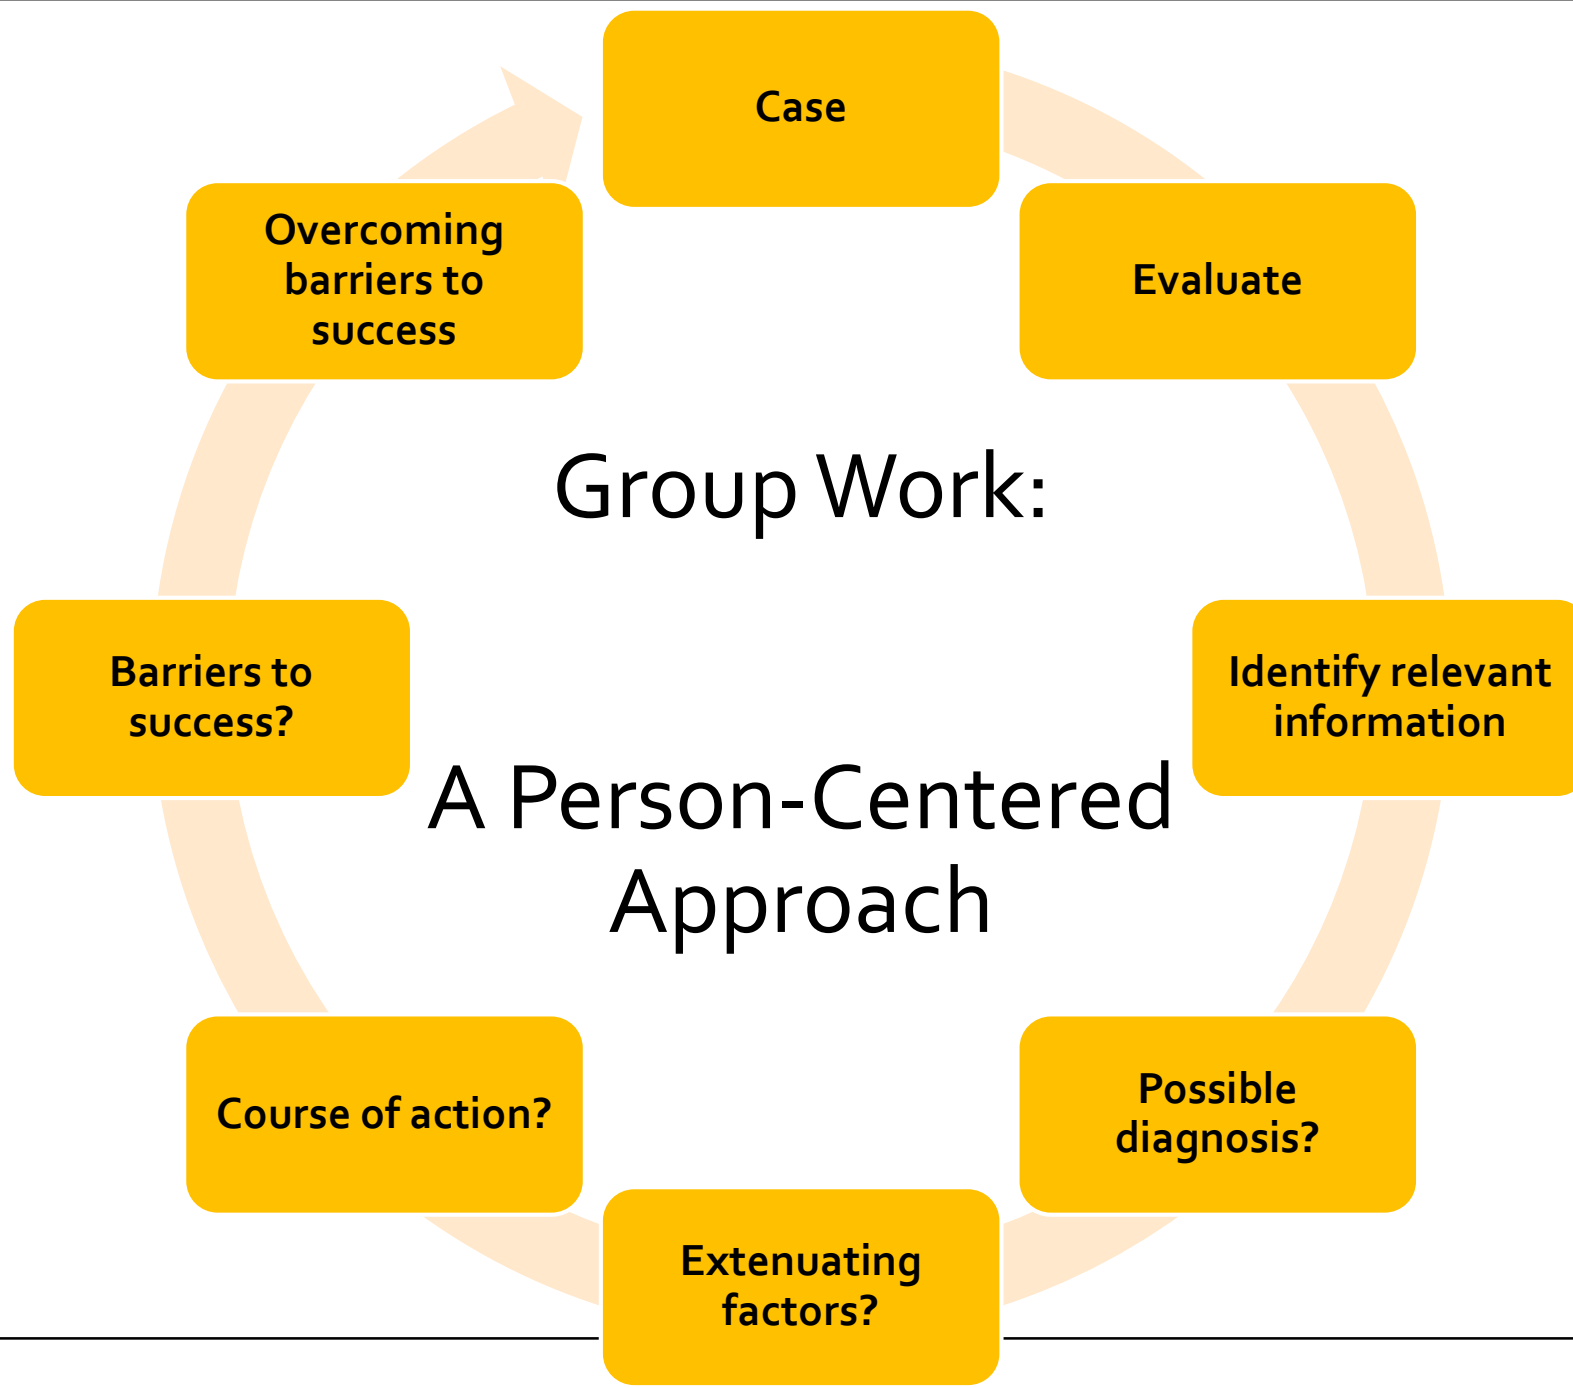 Case
Evaluate
Identify relevant
information
Possible
diagnosis?
Extenuating
factors?
Course of action?
Barriers to
success?
Overcoming
barriers to
success
Group Work:
A Person-Centered
Approach